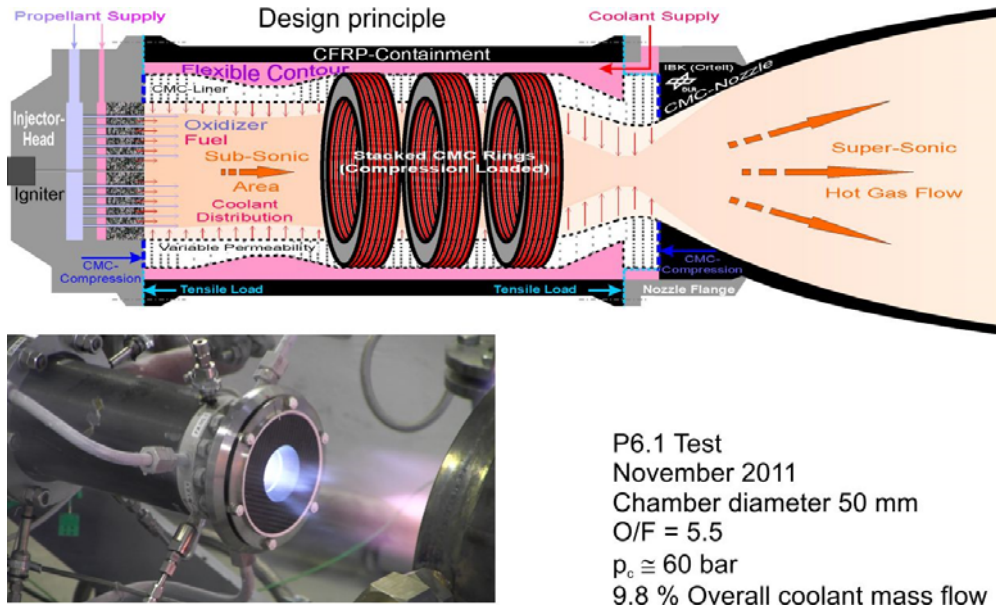 Design principle
Propellant Supply
Coolant Supply
CFRP-Containment
Flexible Contour
CMC-Liner
IBK (Ortelt)
DLR
CMC-Nozzle
Injector-
Head
Oxidizer
Fuel
Sub-Sonic
Area
Stacked CMC Rings
(Compression Loaded)
Super-Sonic
Hot Gas Flow
Igniter
Coolant
Distribution
Variable Permeability
CMC-
Compression
CMC-
Compression
Tensile Load
Tensile Load
Nozzle Flange
P6.1 Test
November 2011
Chamber diameter 50 mm
O/F = 5.5
p_c ≅ 60 bar
9.8 % Overall coolant mass flow